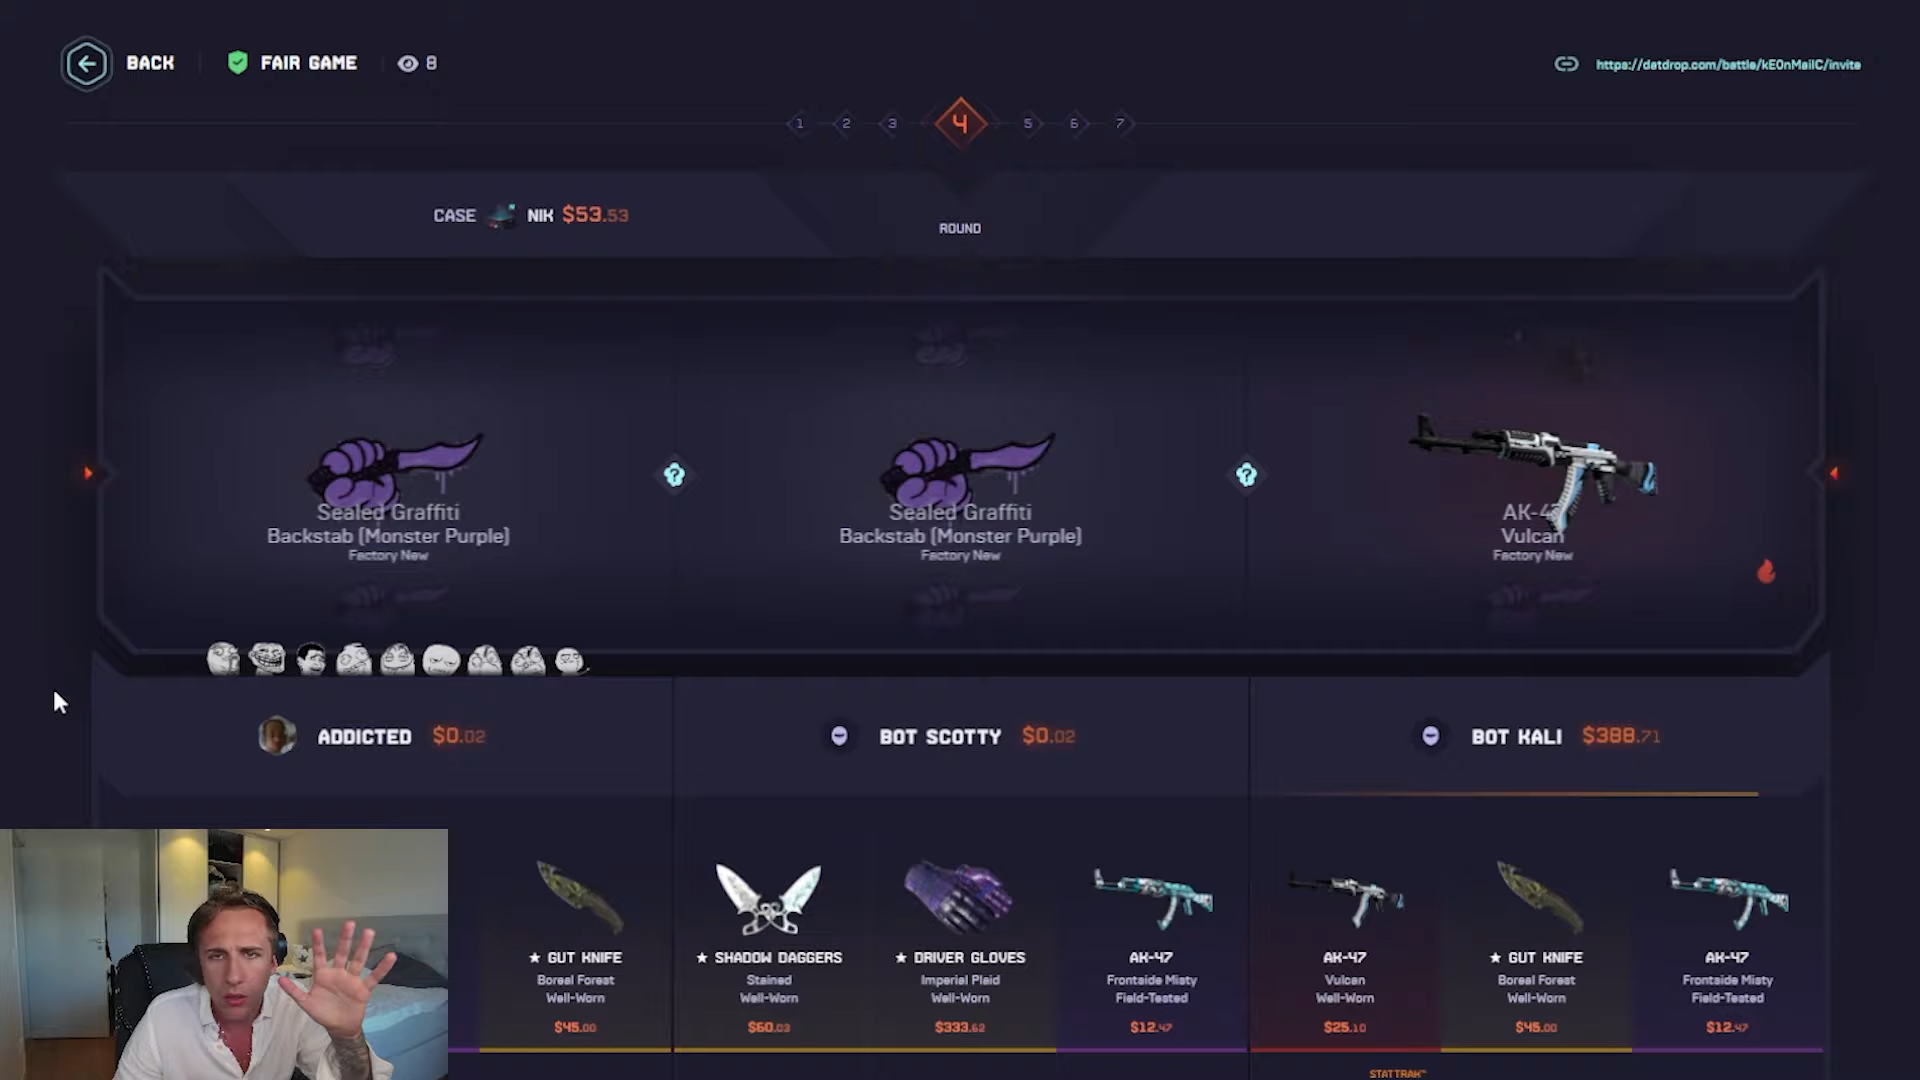 BACK
FAIR GAME
8
https://datdrop.com/battle/kE0nMailC/invite
1
2
3
4
5
6
7
CASE NIK $53.53
ROUND
Sealed Graffiti
Backstab (Monster Purple)
Factory New
Sealed Graffiti
Backstab (Monster Purple)
Factory New
AK-47
Vulcan
Factory New
ADDICTED $0.02
BOT SCOTTY $0.02
BOT KALI $388.71
★ GUT KNIFE
Boreal Forest
Well-Worn
$45.00
★ SHADOW DAGGERS
Stained
Well-Worn
$60.03
★ DRIVER GLOVES
Imperial Plaid
Well-Worn
$333.62
AK-47
Frontside Misty
Field-Tested
$12.47
AK-47
Vulcan
Well-Worn
$25.10
★ GUT KNIFE
Boreal Forest
Well-Worn
$45.00
AK-47
Frontside Misty
Field-Tested
$12.47
STATTRAK™